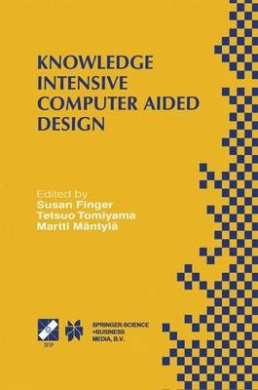 KNOWLEDGE
INTENSIVE
COMPUTER AIDED
DESIGN
Edited by
Susan Finger
Tetsuo Tomiyama
Martti Mäntylä
ifip
SPRINGER-SCIENCE
+BUSINESS
MEDIA, B.V.